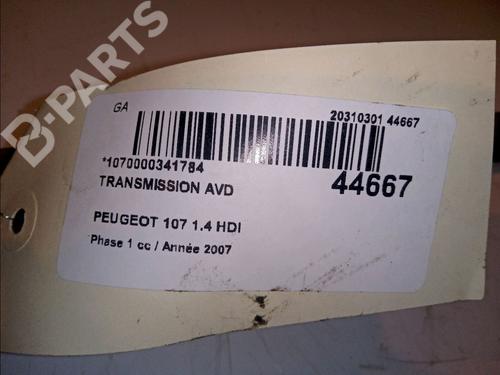 B-PARTS
GA
20310301 44667
*1070000341784
44667
TRANSMISSION AVD
PEUGEOT 107 1.4 HDI
Phase 1 cc / Année 2007